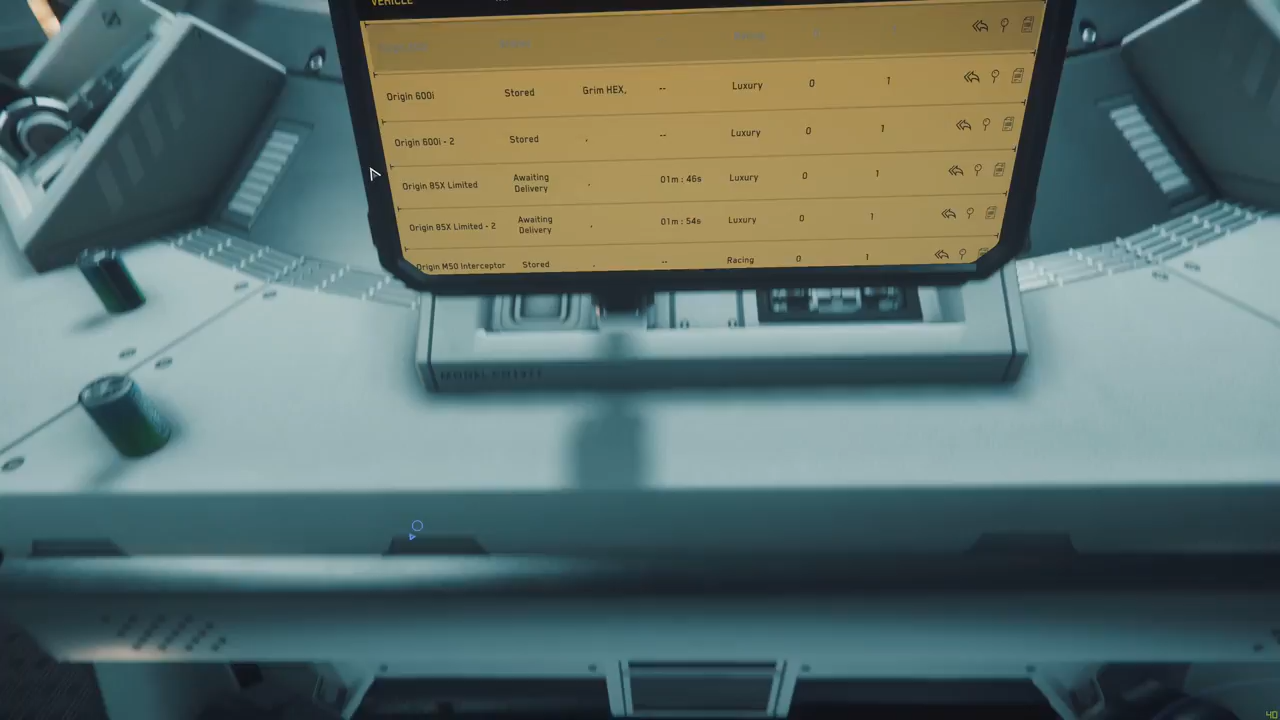 VEHICLE
Origin 600i Stored Grim HEX, -- Luxury 0 1
Origin 600i - 2 Stored . -- Luxury 0 1
Origin 85X Limited Awaiting Delivery . 01m : 46s Luxury 0 1
Origin 85X Limited - 2 Awaiting Delivery . 01m : 54s Luxury 0 1
Origin M50 Interceptor Stored . -- Racing 0 1
40